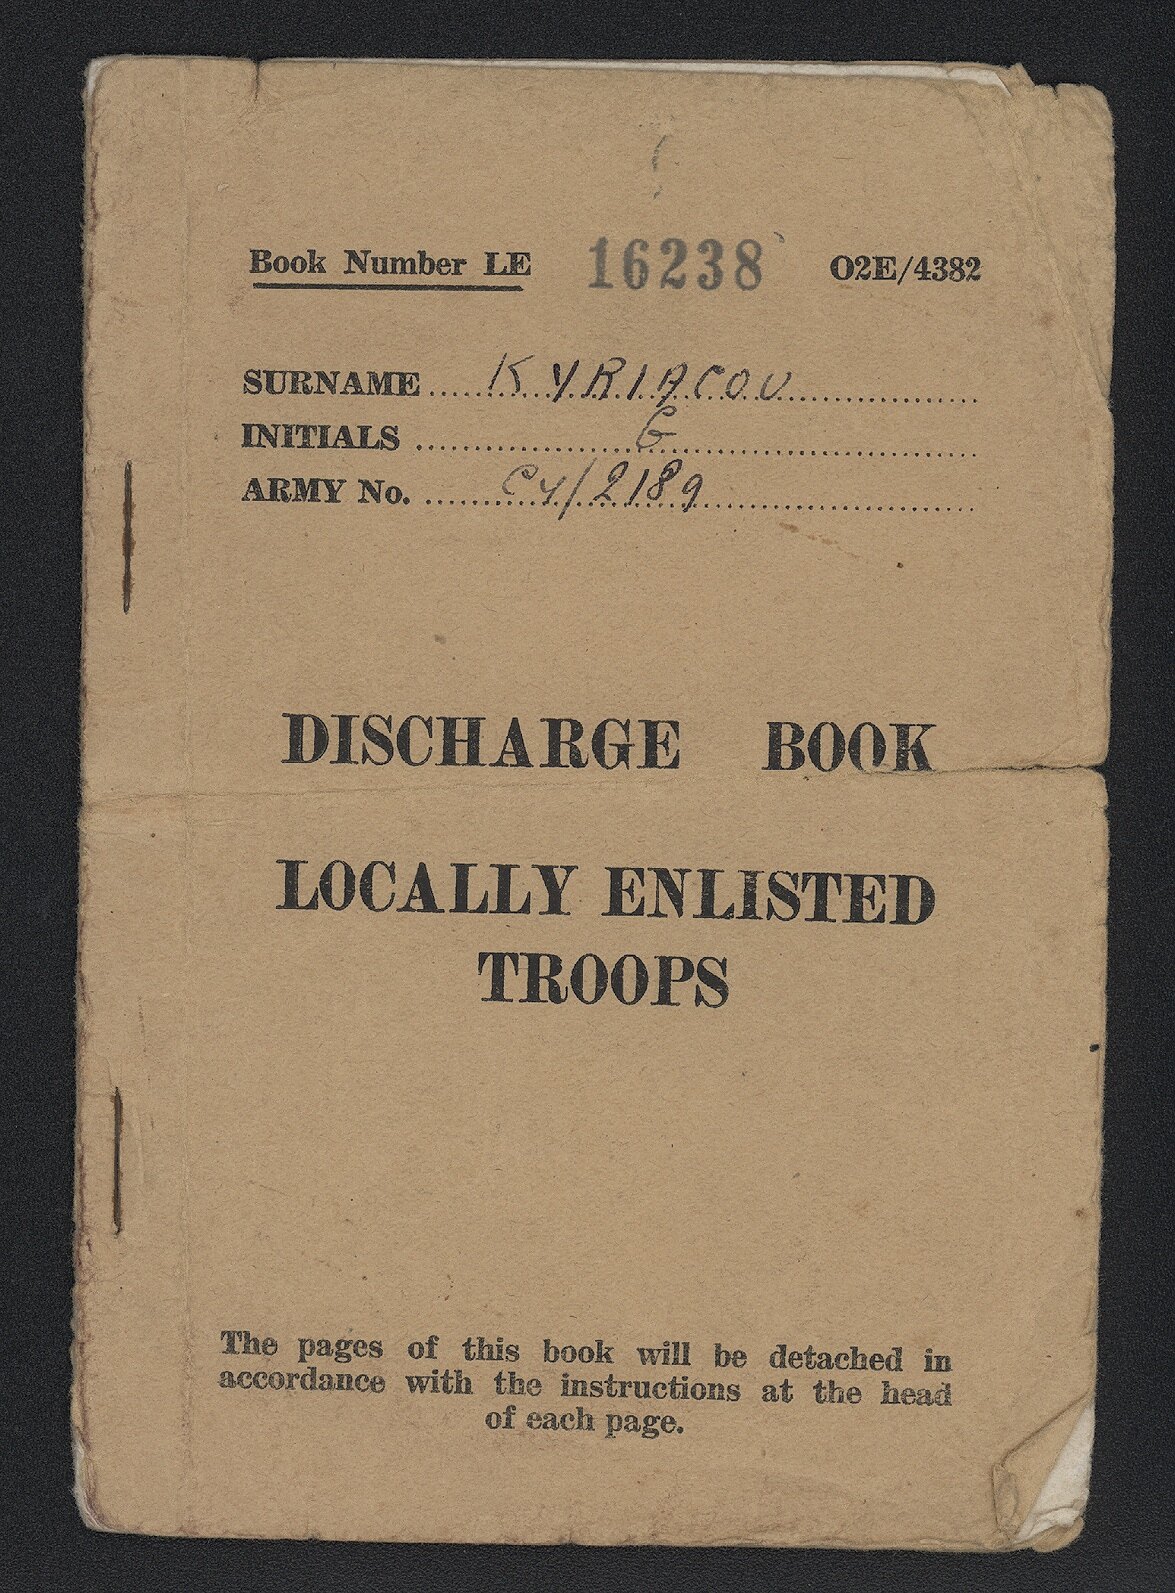 Book Number LE 16238 O2E/4382
SURNAME KYRIACOU
INITIALS G
ARMY No. Cy/2189
DISCHARGE BOOK
LOCALLY ENLISTED
TROOPS
The pages of this book will be detached in
accordance with the instructions at the head
of each page.